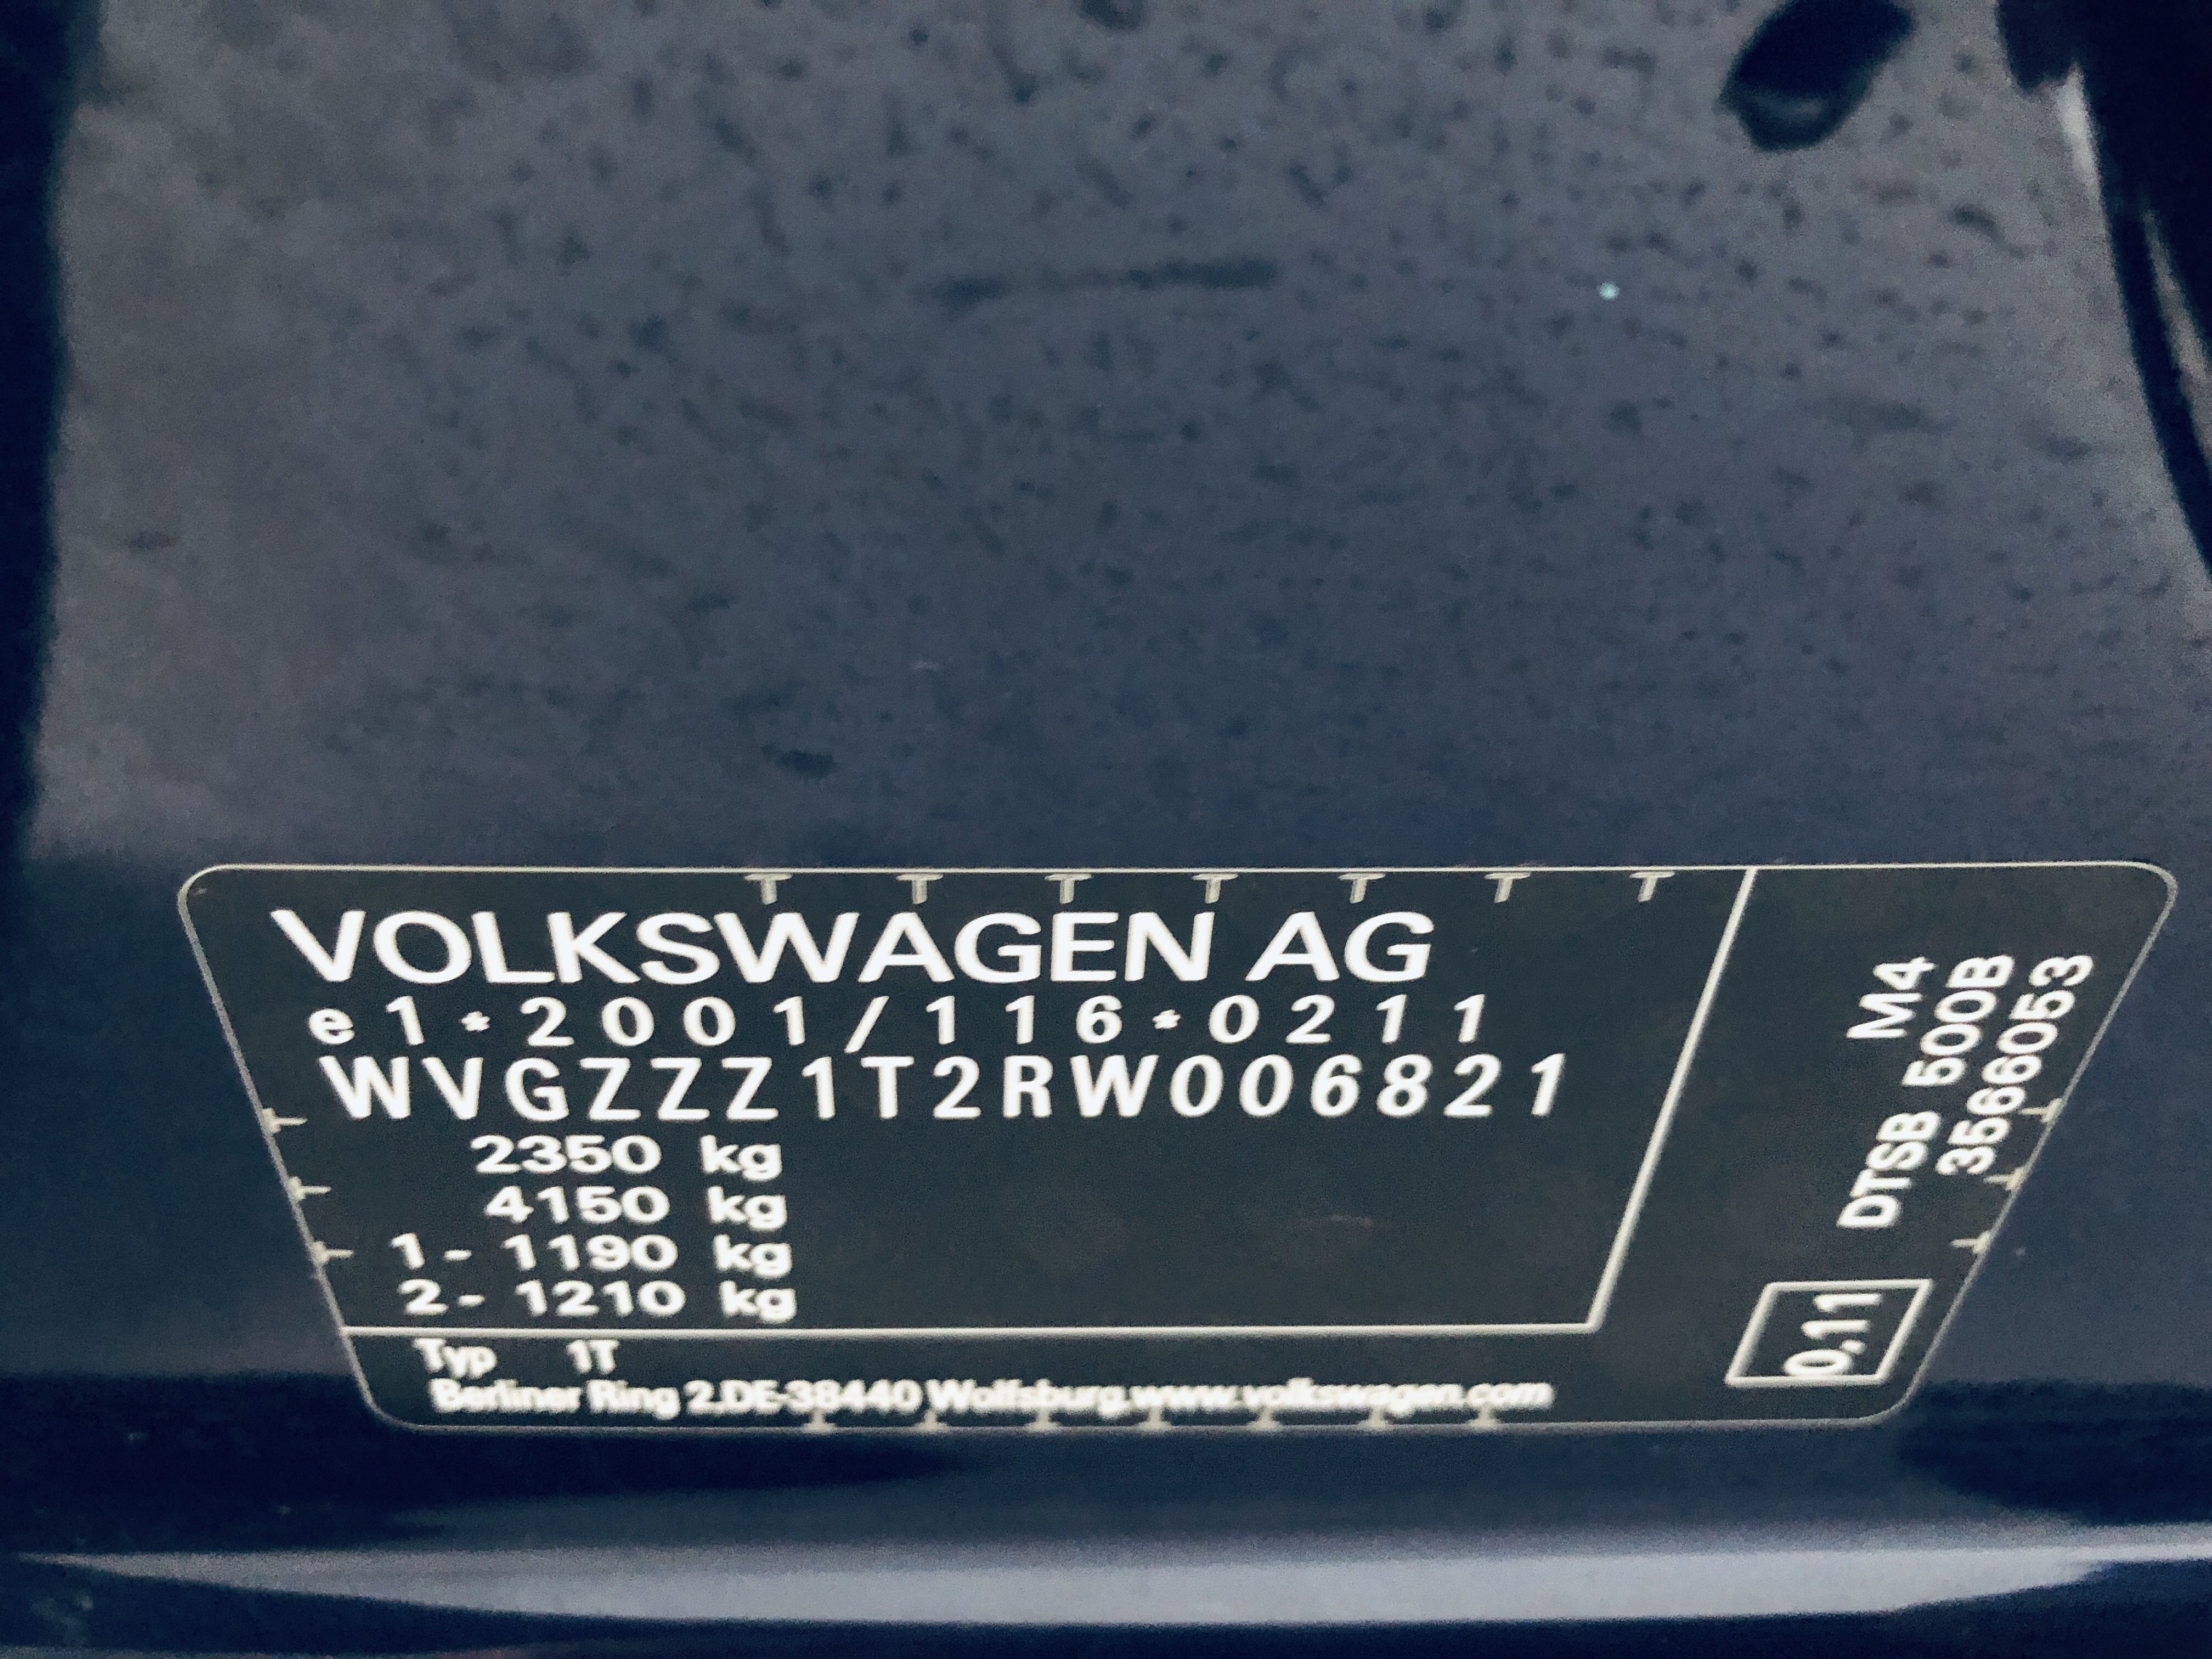 VOLKSWAGEN AG
e1*2001/116*0211
WVGZZZ1T2RW006821
2350 kg
4150 kg
1- 1190 kg
2- 1210 kg
Typ 1T
Berliner Ring 2,DE-38440 Wolfsburg,www.volkswagen.com
M4
DTSB 500B
3566053
0,11